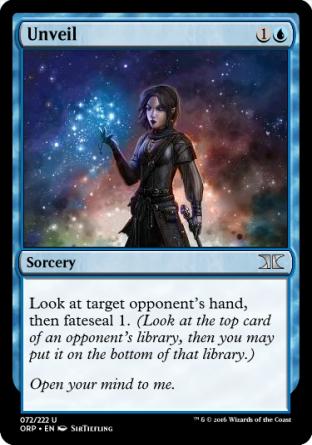 Unveil 1
Sorcery
Look at target opponent's hand,
then fateseal 1. (Look at the top card
of an opponent's library, then you may
put it on the bottom of that library.)
Open your mind to me.
072/222 U
ORP • EN SirTiefling
™ & © 2016 Wizards of the Coast